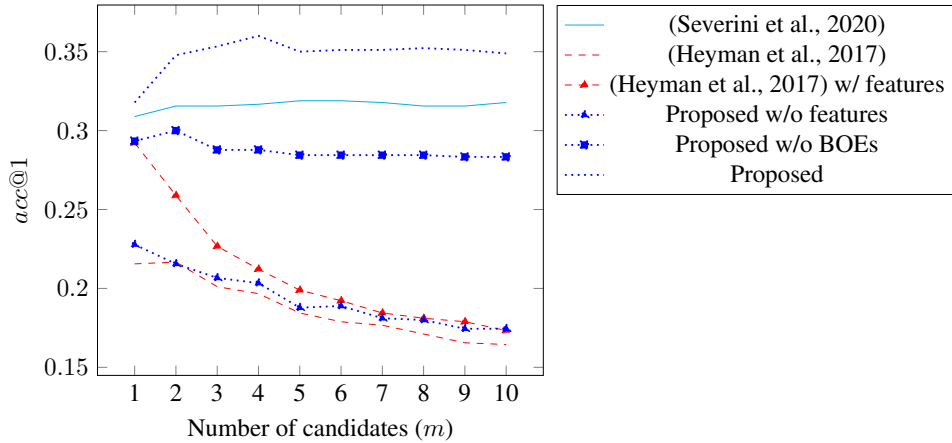 0.35
0.3
0.25
0.2
0.15
acc@1
1 2 3 4 5 6 7 8 9 10
Number of candidates (m)
(Severini et al., 2020)
(Heyman et al., 2017)
(Heyman et al., 2017) w/ features
Proposed w/o features
Proposed w/o BOEs
Proposed